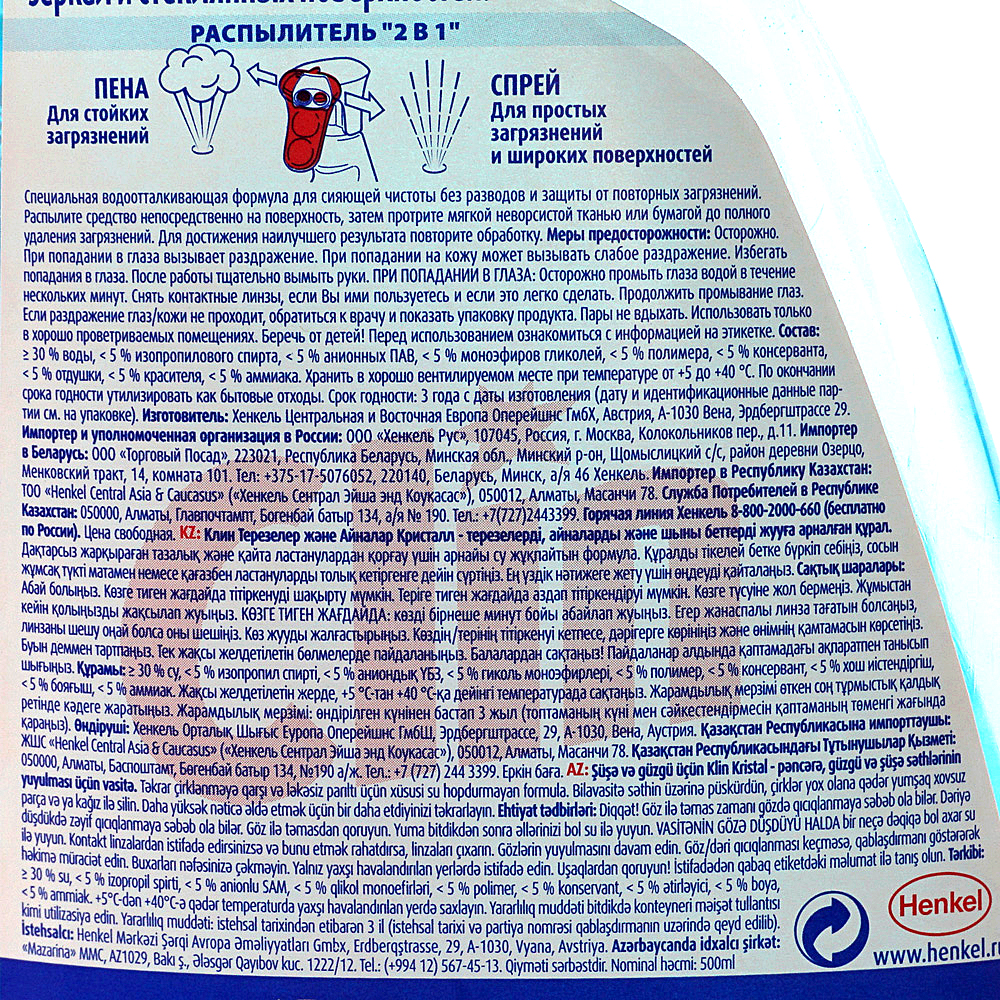 РАСПЫЛИТЕЛЬ "2 В 1"
ПЕНА
Для стойких
загрязнений
СПРЕЙ
Для простых
загрязнений
и широких поверхностей
Специальная водоотталкивающая формула для сияющей чистоты без разводов и защиты от повторных загрязнений.
Распылите средство непосредственно на поверхность, затем протрите мягкой неворсистой тканью или бумагой до полного
удаления загрязнений. Для достижения наилучшего результата повторите обработку. Меры предосторожности: Осторожно.
При попадании в глаза вызывает раздражение. При попадании на кожу может вызывать слабое раздражение. Избегать
попадания в глаза. После работы тщательно вымыть руки. ПРИ ПОПАДАНИИ В ГЛАЗА: Осторожно промыть глаза водой в течение
нескольких минут. Снять контактные линзы, если Вы ими пользуетесь и если это легко сделать. Продолжить промывание глаз.
Если раздражение глаз/кожи не проходит, обратиться к врачу и показать упаковку продукта. Пары не вдыхать. Использовать только
в хорошо проветриваемых помещениях. Беречь от детей! Перед использованием ознакомиться с информацией на этикетке. Состав:
≥ 30 % воды, < 5 % изопропилового спирта, < 5 % анионных ПАВ, < 5 % моноэфиров гликолей, < 5 % полимера, < 5 % консерванта,
< 5 % отдушки, < 5 % красителя, < 5 % аммиака. Хранить в хорошо вентилируемом месте при температуре от +5 до +40 °С. По окончании
срока годности утилизировать как бытовые отходы. Срок годности: 3 года с даты изготовления (дату и идентификационные данные пар-
тии см. на упаковке). Изготовитель: Хенкель Центральная и Восточная Европа Оперейшнс ГмбХ, Австрия, А-1030 Вена, Эрдбергштрассе 29.
Импортер и уполномоченная организация в России: ООО «Хенкель Рус», 107045, Россия, г. Москва, Колокольников пер., д.11. Импортер
в Беларусь: ООО "Торговый Посад", 223021, Республика Беларусь, Минская обл., Минский р-он, Щомыслицкий с/с, район деревни Озерцо,
Менковский тракт, 14, комната 101. Тел: +375-17-5076052, 220140, Беларусь, Минск, а/я 46 Хенкель. Импортер в Республику Казахстан:
ТОО «Henkel Central Asia & Caucasus» («Хенкель Сентрал Эйша энд Коукасас»), 050012, Алматы, Масанчи 78. Служба Потребителей в Республике
Казахстан: 050000, Алматы, Главпочтампт, Богенбай батыр 134, а/я № 190. Тел.: +7(727)2443399. Горячая линия Хенкель 8-800-2000-660 (бесплатно
по России). Цена свободная. KZ: Клин Терезелер және Айналар Кристалл - терезелерді, айналарды және шыны беттерді жууға арналған құрал.
Дақтарсыз жарқыраған тазалық және қайта ластанулардан қорғау үшін арнайы су жұқпайтын формула. Құралды тікелей бетке бүркіп себіңіз, сосын
жұмсақ түкті матамен немесе қағазбен ластануларды толық кетіргенге дейін сүртіңіз. Ең үздік нәтижеге жету үшін өңдеуді қайталаңыз. Сақтық шаралары:
Абай болыңыз. Көзге тиген жағдайда тітіркенуді шақырту мүмкін. Теріге тиген жағдайда аздап тітіркендіруі мүмкін. Көзге түсуіне жол бермеңіз. Жұмыстан
кейін қолыңызды жақсылап жуыңыз. КӨЗГЕ ТИГЕН ЖАҒДАЙДА: көзді бірнеше минут бойы абайлап жуыңыз. Егер жанаспалы линза тағатын болсаңыз,
линзаны шешу оңай болса оны шешіңіз. Көз жууды жалғастырыңыз. Көздің/терінің тітіркенуі кетпесе, дәрігерге көрініңіз және өнімнің қамтамасын көрсетіңіз.
Буын деммен тартпаңыз. Тек жақсы желдетілетін бөлмелерде пайдаланыңыз. Балалардан сақтаңыз! Пайдаланар алдында қаптамадағы ақпаратпен танысып
шығыңыз. Құрамы: ≥ 30 % су, < 5 % изопропил спирті, < 5 % аниондық ҮБЗ, < 5 % гиколь моноэфирлері, < 5 % полимер, < 5 % консервант, < 5 % хош иістендіргіш,
< 5 % бояғыш, < 5 % аммиак. Жақсы желдетілетін жерде, +5 °С-тан +40 °С-қа дейінгі температурада сақтаңыз. Жарамдылық мерзімі өткен соң тұрмыстық қалдық
ретінде кәдеге жаратыңыз. Жарамдылық мерзімі: өндірілген күнінен бастап 3 жыл (топтаманың күні мен сәйкестендірмесін қаптаманың төменгі жағында
қараңыз). Өндіруші: Хенкель Орталық Шығыс Еуропа Оперейшнс ГмбШ, Эрдбергштрассе, 29, А-1030, Вена, Аустрия. Қазақстан Республикасына импорттаушы:
ЖШС «Henkel Central Asia & Caucasus» («Хенкель Сентрал Эйша энд Коукасас»), 050012, Алматы, Масанчи 78. Қазақстан Республикасындағы Тұтынушылар Қызметі:
050000, Алматы, Баспоштамт, Бөгенбай батыр 134, №190 а/ж. Тел.: +7 (727) 244 3399. Еркін баға. AZ: Şüşə və güzgü üçün Klin Kristal - pəncərə, güzgü və şüşə səthlərinin
yuyulması üçün vasitə. Təkrar çirklənməyə qarşı və ləkəsiz parıltı üçün xüsusi su hopdurmayan formula. Bilavasitə səthin üzərinə püskürdün, çirklər yox olana qədər yumşaq xovsuz
parça və ya kağız ilə silin. Daha yüksək nəticə əldə etmək üçün bir daha etdiyinizi təkrarlayın. Ehtiyat tədbirləri: Diqqət! Göz ilə təmas zamanı gözdə qıcıqlanmaya səbəb ola bilər. Dəriyə
düşdükdə zəyif qıcıqlanmaya səbəb ola bilər. Göz ilə təmasdan qoruyun. Yuma bitdikdən sonra əllərinizi bol su ilə yuyun. VASİTƏNİN GÖZƏ DÜŞDÜYÜ HALDA bir neçə dəqiqə bol axar su
ilə yuyun. Kontakt linzalardan istifadə edirsinizsə və bunu etmək rahatdırsa, linzaları çıxarın. Gözlərin yuyulmasını davam edin. Göz/dəri qıcıqlanması keçməsə, qablaşdırmanı göstərərək
həkimə müraciət edin. Buxarları nəfəsinizə çəkməyin. Yalnız yaxşı havalandırılan yerlərdə istifadə edin. Uşaqlardan qoruyun! İstifadədən qabaq etiketdəki məlumat ilə tanış olun. Tərkibi:
≥ 30 % su, < 5 % izopropil spirti, < 5 % anionlu SAM, < 5 % qlikol monoefirləri, < 5 % polimer, < 5 % konservant, < 5 % ətirləyici, < 5 % boya,
< 5 % ammiak. +5°C-dən +40°C-ə qədər temperaturda yaxşı havalandırılan yerdə saxlayın. Yararlılıq muddəti bitdikdə konteyneri məişət tullantısı
kimi utilizasiya edin. Yararlılıq muddəti: istehsal tarixindən etibarən 3 il (istehsal tarixi və partiya nomrəsi qablaşdırmanın uzərində qeyd edilib).
İstehsalcı: Henkel Mərkəzi Şərqi Avropa Əməliyyatları Gmbx, Erdbergstrasse, 29, A-1030, Vyana, Avstriya. Azərbaycanda idxalçı şirkət:
«Mazarina» MMC, AZ1029, Bakı ş., Ələsgər Qayıbov kuc. 1222/12. Tel.: (+994 12) 567-45-13. Qiyməti sərbəstdir. Nominal həcmi: 500ml
Henkel
www.henkel.ru
Clin